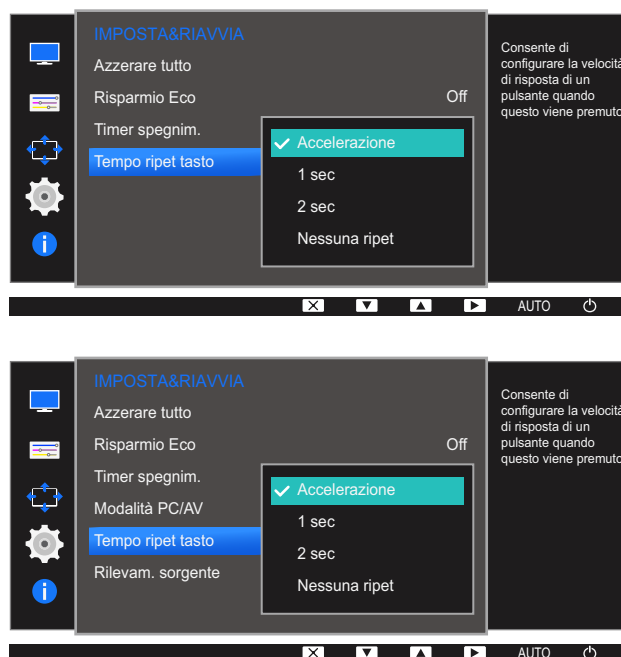 IMPOSTA&RIAVVIA
Azzerare tutto
Risparmio Eco Off
Timer spegnim.
Tempo ripet tasto
Accelerazione
1 sec
2 sec
Nessuna ripet
Consente di
configurare la velocità
di risposta di un
pulsante quando
questo viene premuto
AUTO
IMPOSTA&RIAVVIA
Azzerare tutto
Risparmio Eco Off
Timer spegnim.
Modalità PC/AV
Tempo ripet tasto
Rilevam. sorgente
Accelerazione
1 sec
2 sec
Nessuna ripet
Consente di
configurare la velocità
di risposta di un
pulsante quando
questo viene premuto
AUTO